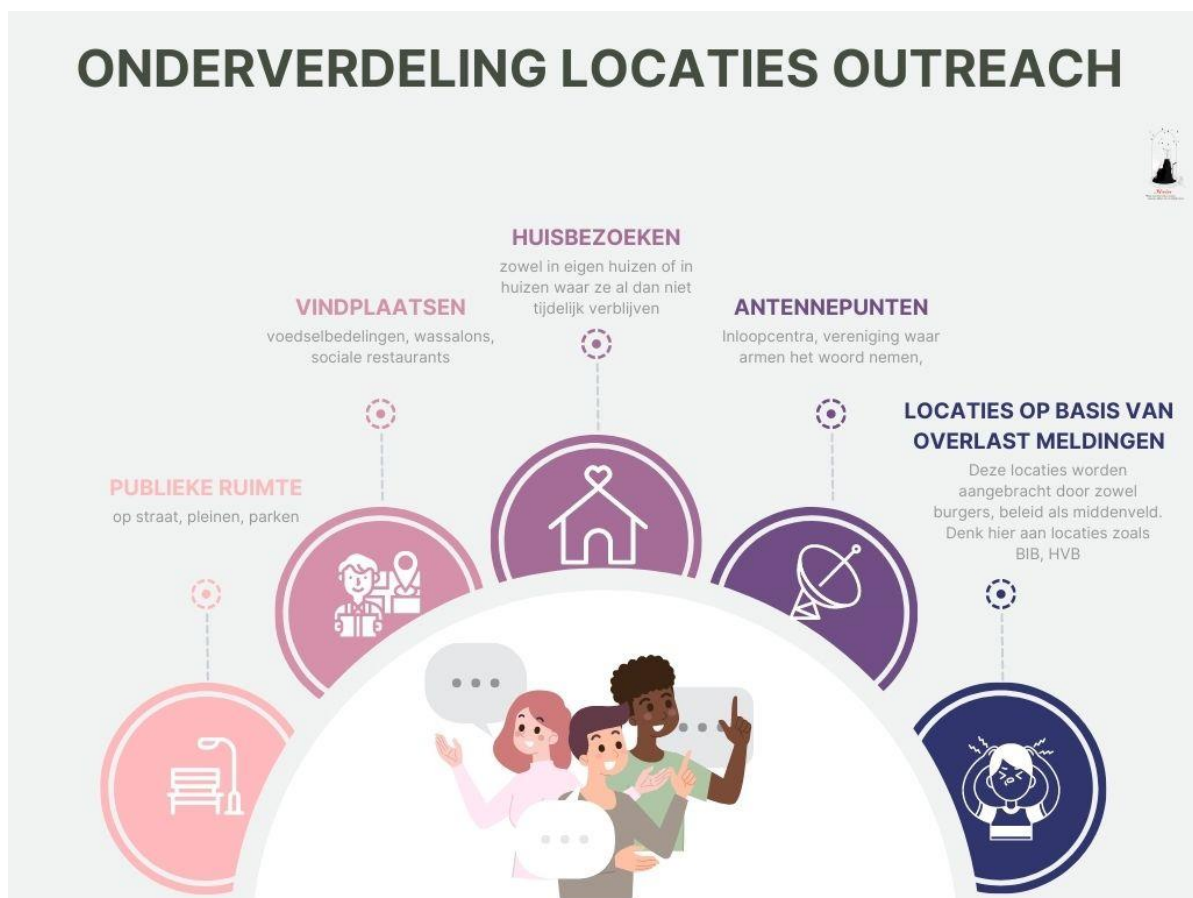 ONDERVERDELING LOCATIES OUTREACH
HUISBEZOEKEN
zowel in eigen huizen of in
huizen waar ze al dan niet
tijdelijk verblijven
VINDPLAATSEN
voedselbedelingen, wassalons,
sociale restaurants
ANTENNEPUNTEN
Inloopcentra, vereniging waar
armen het woord nemen,
LOCATIES OP BASIS VAN
OVERLAST MELDINGEN
Deze locaties worden
aangebracht door zowel
burgers, beleid als middenveld.
Denk hier aan locaties zoals
BIB, HVB
PUBLIEKE RUIMTE
op straat, pleinen, parken